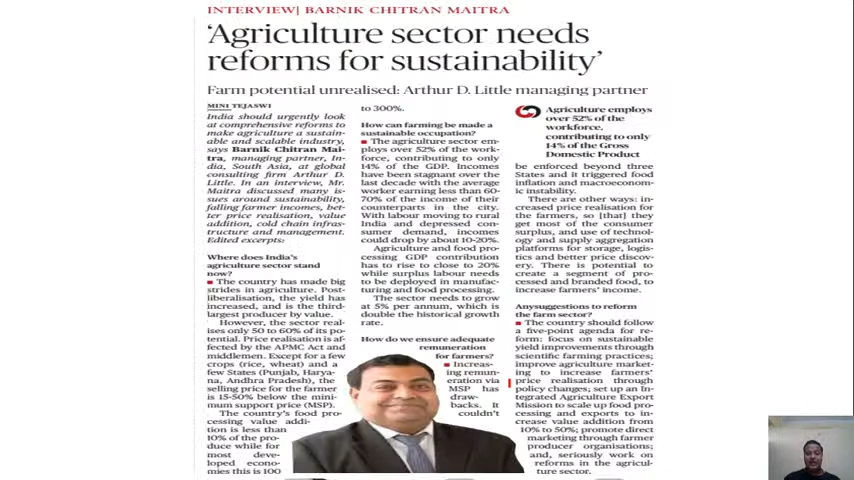 INTERVIEW| BARNIK CHITRAN MAITRA
‘Agriculture sector needs
reforms for sustainability’
Farm potential unrealised: Arthur D. Little managing partner
MINI TEJASWI
India should urgently look
at comprehensive reforms to
make agriculture a sustain-
able and scalable industry,
says Barnik Chitran Mai-
tra, managing partner, In-
dia, South Asia, at global
consulting firm Arthur D.
Little. In an interview, Mr.
Maitra discussed many is-
sues around sustainability,
falling farmer incomes, bet-
ter price realisation, value
addition, cold chain infras-
tructure and management.
Edited excerpts:
Where does India’s
agriculture sector stand
now?
■ The country has made big
strides in agriculture. Post-
liberalisation, the yield has
increased, and is the third-
largest producer by value.
However, the sector real-
ises only 50 to 60% of its po-
tential. Price realisation is af-
fected by the APMC Act and
middlemen. Except for a few
crops (rice, wheat) and a
few States (Punjab, Harya-
na, Andhra Pradesh), the
selling price for the farmer
is 15-50% below the mini-
mum support price (MSP).
The country’s food pro-
cessing value addi-
tion is less than
10% of the pro-
duce while for
most deve-
loped econo-
mies this is 100
to 300%.
How can farming be made a
sustainable occupation?
■ The agriculture sector em-
ploys over 52% of the work-
force, contributing to only
14% of the GDP. Incomes
have been stagnant over the
last decade with the average
worker earning less than 60-
70% of the income of their
counterparts in the city.
With labour moving to rural
India and depressed con-
sumer demand, incomes
could drop by about 10-20%.
Agriculture and food pro-
cessing GDP contribution
has to rise to close to 20%
while surplus labour needs
to be deployed in manufac-
turing and food processing.
The sector needs to grow
at 5% per annum, which is
double the historical growth
rate.
How do we ensure adequate
remuneration
for farmers?
■ Increas-
ing remun-
eration via
MSP has
draw-
backs. It
couldn’t
Agriculture employs
over 52% of the
workforce,
contributing to only
14% of the Gross
Domestic Product
be enforced beyond three
States and it triggered food
inflation and macroeconom-
ic instability.
There are other ways: in-
creased price realisation for
the farmers, so [that] they
get most of the consumer
surplus, and use of technol-
ogy and supply aggregation
platforms for storage, logis-
tics and better price discov-
ery. There is potential to
create a segment of pro-
cessed and branded food, to
increase farmers’ income.
Anysuggestions to reform
the farm sector?
■ The country should follow
a five-point agenda for re-
form: focus on sustainable
yield improvements through
scientific farming practices;
improve agriculture market-
ing to increase farmers’
price realisation through
policy changes; set up an In-
tegrated Agriculture Export
Mission to scale up food pro-
cessing and exports to in-
crease value addition from
10% to 50%; promote direct
marketing through farmer
producer organisations;
and, seriously work on
reforms in the agricul-
ture sector.